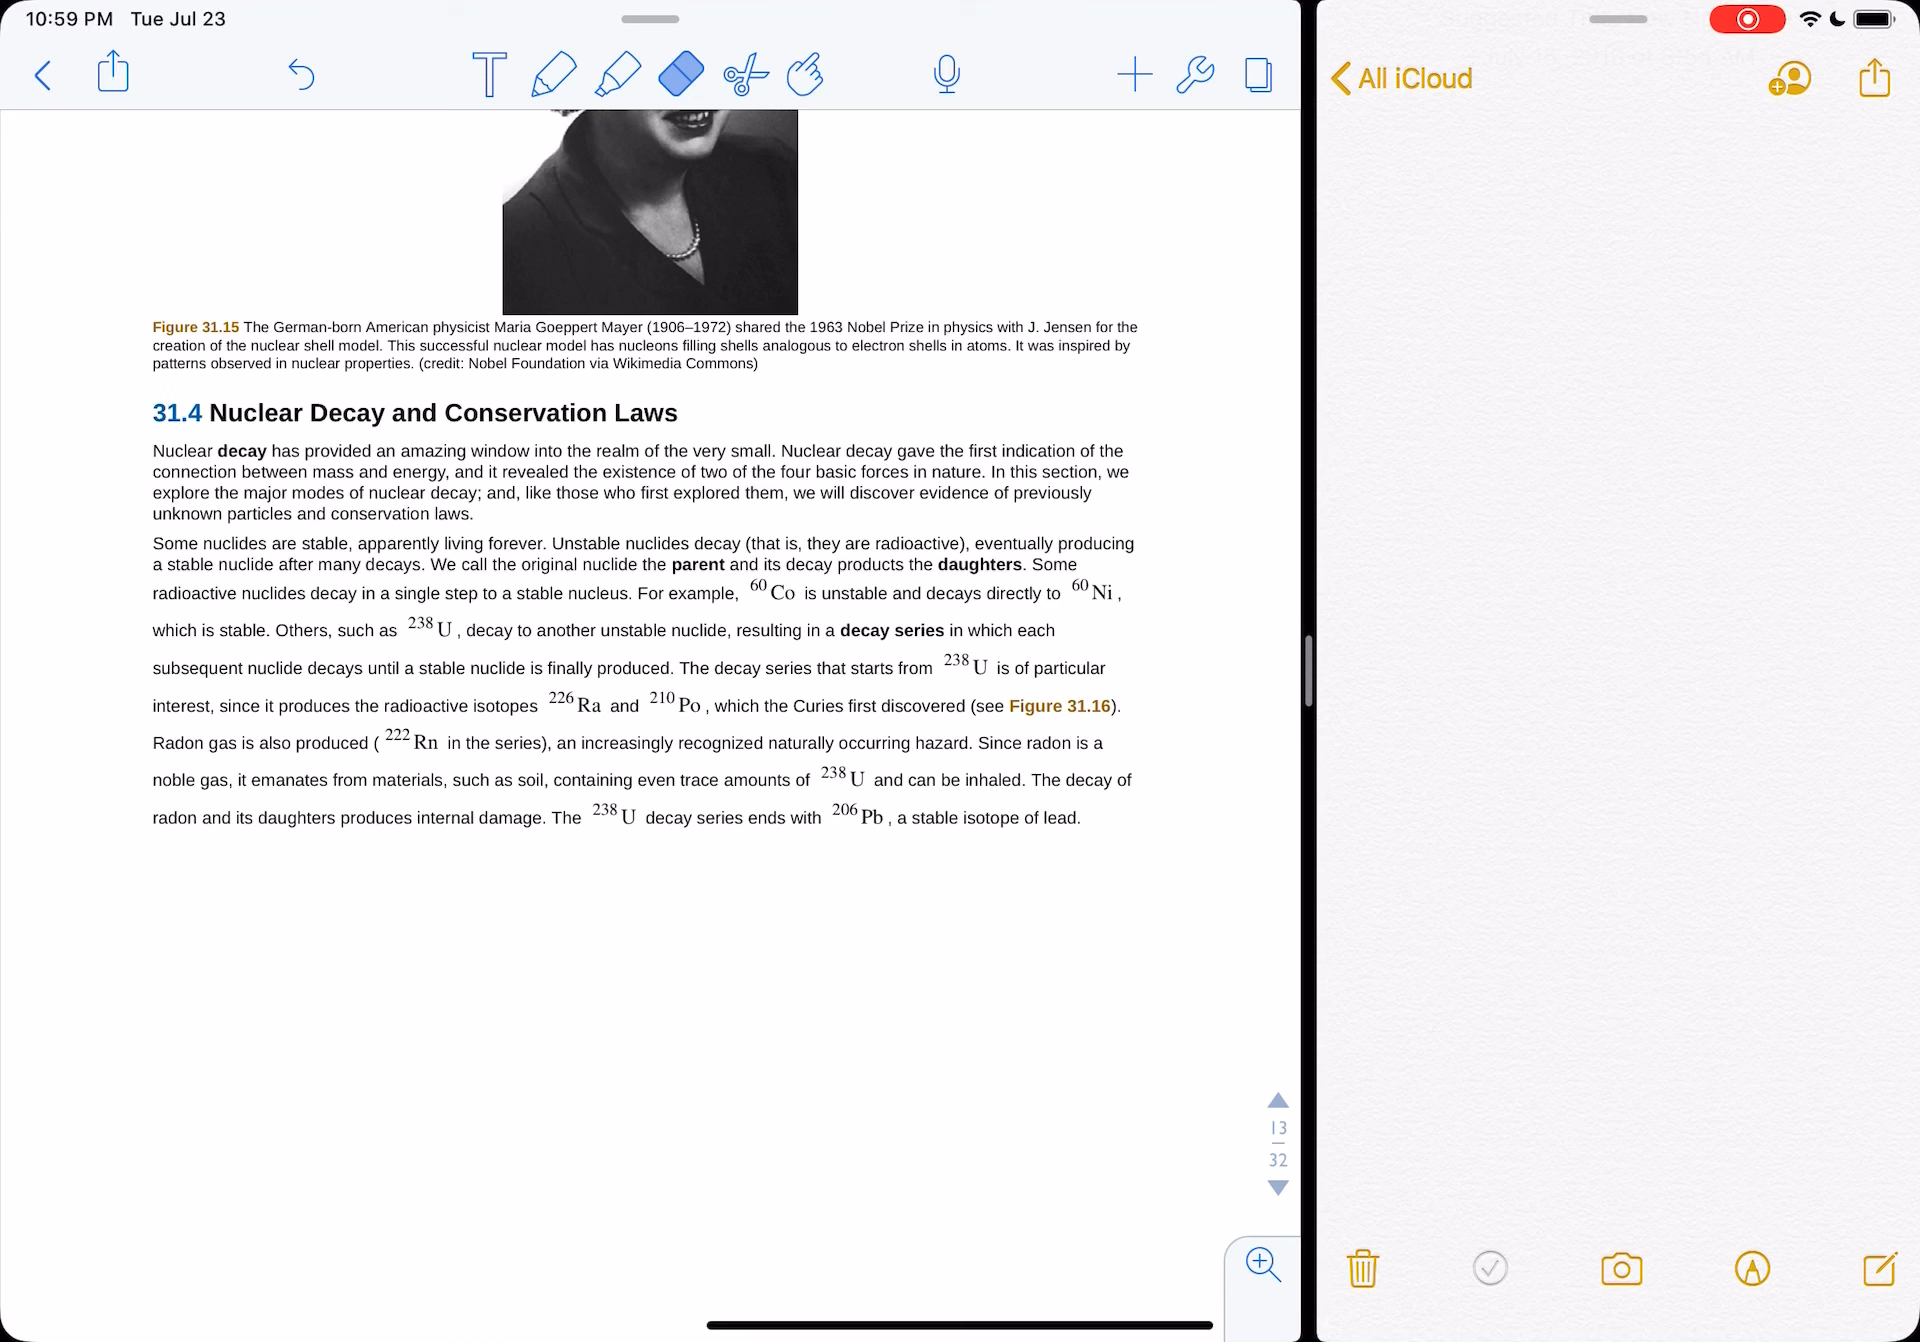 10:59 PM Tue Jul 23
All iCloud
Figure 31.15 The German-born American physicist Maria Goeppert Mayer (1906–1972) shared the 1963 Nobel Prize in physics with J. Jensen for the
creation of the nuclear shell model. This successful nuclear model has nucleons filling shells analogous to electron shells in atoms. It was inspired by
patterns observed in nuclear properties. (credit: Nobel Foundation via Wikimedia Commons)
31.4 Nuclear Decay and Conservation Laws
Nuclear decay has provided an amazing window into the realm of the very small. Nuclear decay gave the first indication of the
connection between mass and energy, and it revealed the existence of two of the four basic forces in nature. In this section, we
explore the major modes of nuclear decay; and, like those who first explored them, we will discover evidence of previously
unknown particles and conservation laws.
Some nuclides are stable, apparently living forever. Unstable nuclides decay (that is, they are radioactive), eventually producing
a stable nuclide after many decays. We call the original nuclide the parent and its decay products the daughters. Some
radioactive nuclides decay in a single step to a stable nucleus. For example, ⁶⁰Co is unstable and decays directly to ⁶⁰Ni,
which is stable. Others, such as ²³⁸U, decay to another unstable nuclide, resulting in a decay series in which each
subsequent nuclide decays until a stable nuclide is finally produced. The decay series that starts from ²³⁸U is of particular
interest, since it produces the radioactive isotopes ²²⁶Ra and ²¹⁰Po, which the Curies first discovered (see Figure 31.16).
Radon gas is also produced (²²²Rn in the series), an increasingly recognized naturally occurring hazard. Since radon is a
noble gas, it emanates from materials, such as soil, containing even trace amounts of ²³⁸U and can be inhaled. The decay of
radon and its daughters produces internal damage. The ²³⁸U decay series ends with ²⁰⁶Pb, a stable isotope of lead.
13
32